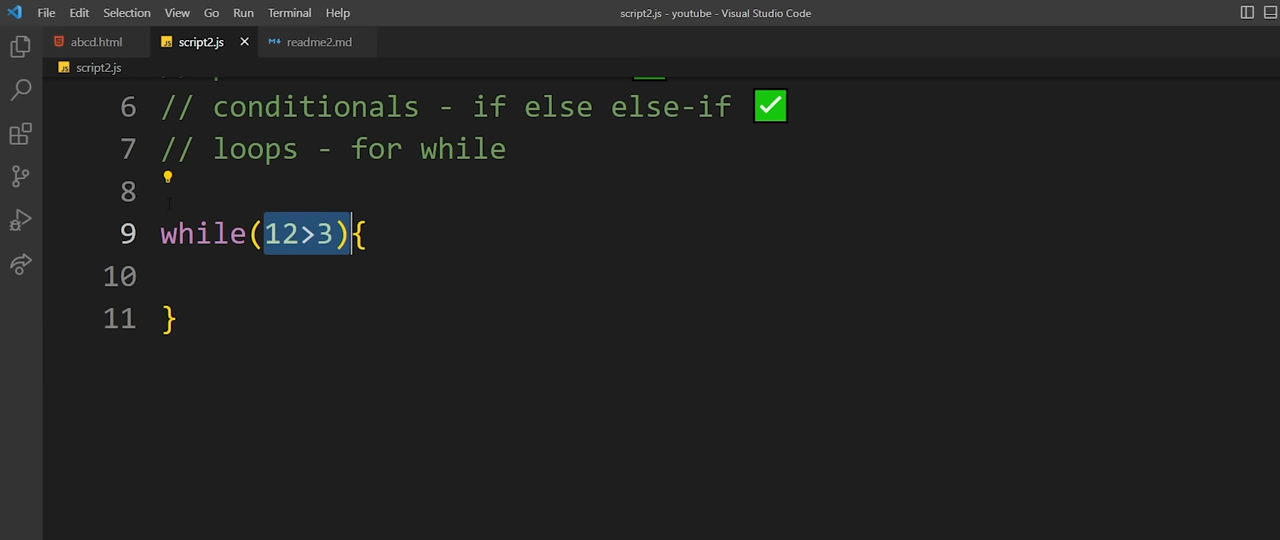 File Edit Selection View Go Run Terminal Help script2.js - youtube - Visual Studio Code
abcd.html script2.js readme2.md
script2.js
6 // conditionals - if else else-if ✅
7 // loops - for while
8
9 while(12>3){
10
11 }